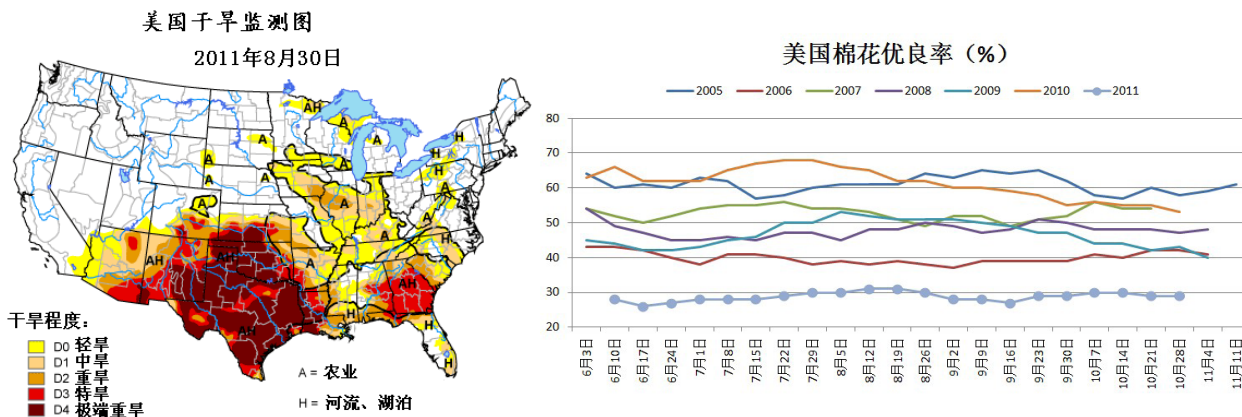 美国干旱监测图
2011年8月30日
AH
A
A
H
A
H
A
A
A
A
A
A
A
H
AH
AH
A
AH
AH
H
H
H
干旱程度：
D0 轻旱
D1 中旱
D2 重旱
D3 特旱
D4 极端重旱
A = 农业
H = 河流、湖泊
美国棉花优良率（%）
2005 2006 2007 2008 2009 2010 2011
80
70
60
50
40
30
20
6月3日 6月10日 6月17日 6月24日 7月1日 7月8日 7月15日 7月22日 7月29日 8月5日 8月12日 8月19日 8月26日 9月2日 9月9日 9月16日 9月23日 9月30日 10月7日 10月14日 10月21日 10月28日 11月4日 11月11日